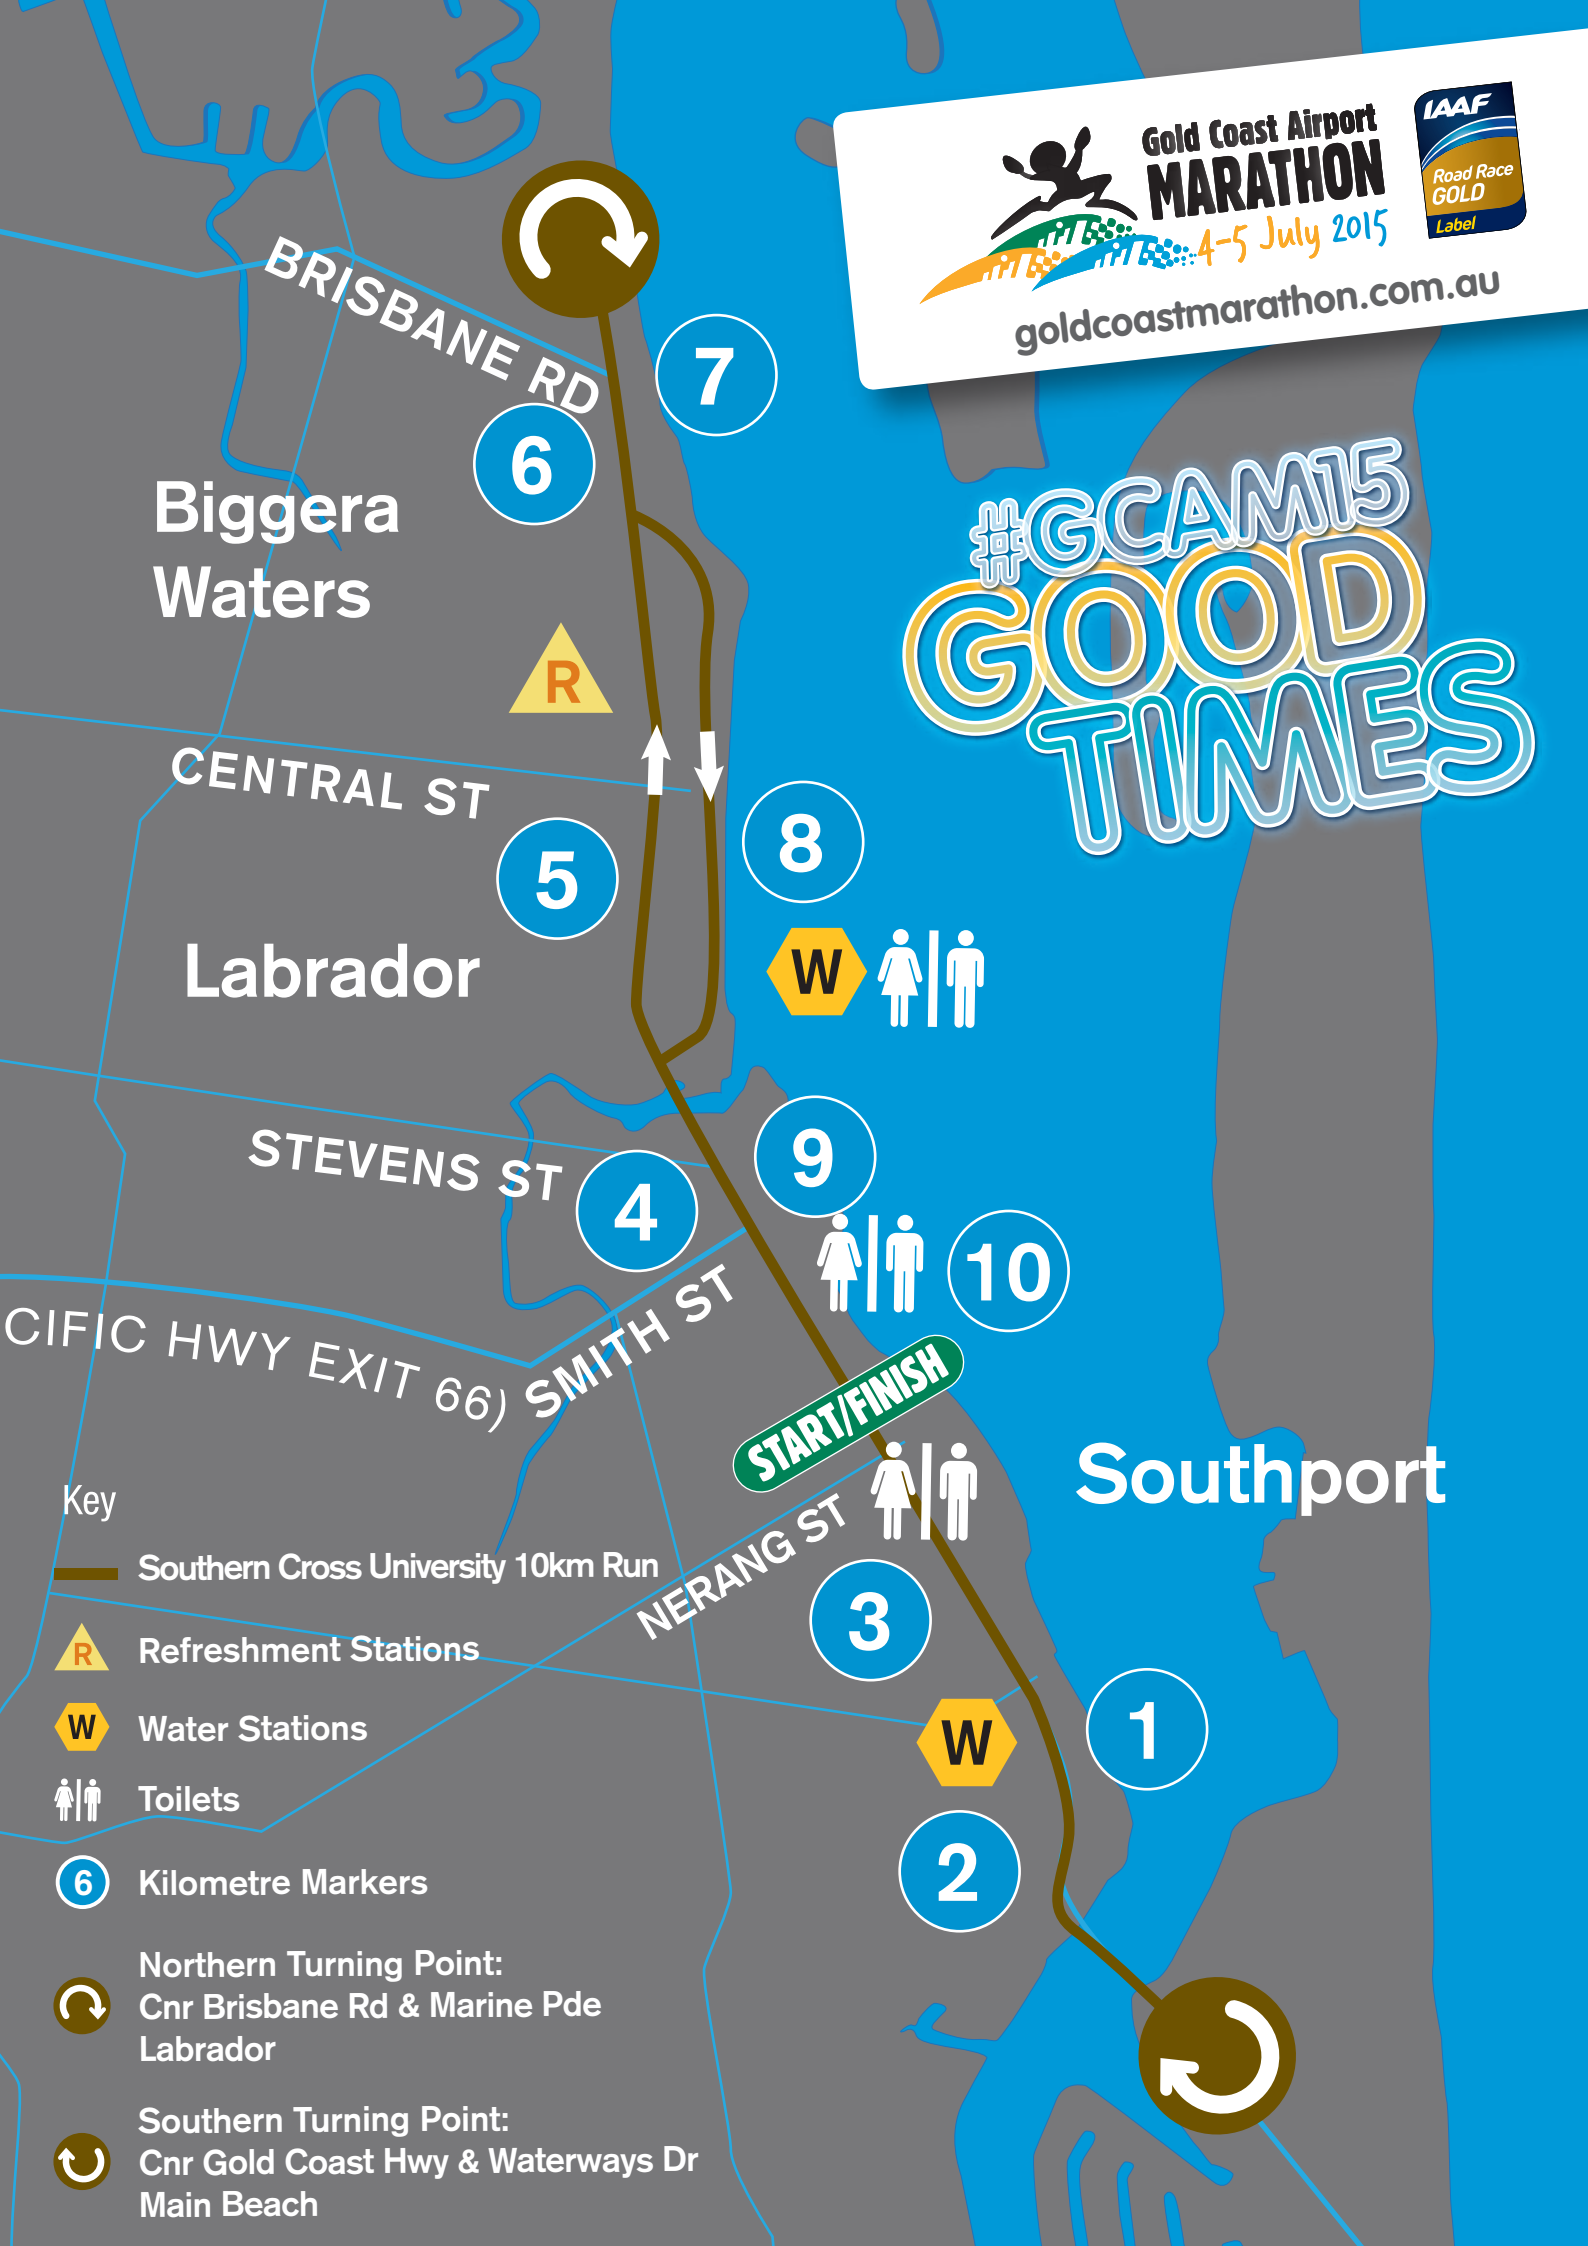 Gold Coast Airport
MARATHON
4-5 July 2015
goldcoastmarathon.com.au
IAAF
Road Race
GOLD
Label
#GCAM15
GOOD
TIMES
BRISBANE RD
7
6
Biggera
Waters
R
CENTRAL ST
8
5
Labrador
W
STEVENS ST
9
4
10
CIFIC HWY EXIT 66) SMITH ST
START/FINISH
Southport
NERANG ST
3
1
W
2
Key
Southern Cross University 10km Run
R Refreshment Stations
W Water Stations
Toilets
6 Kilometre Markers
Northern Turning Point:
Cnr Brisbane Rd & Marine Pde
Labrador
Southern Turning Point:
Cnr Gold Coast Hwy & Waterways Dr
Main Beach